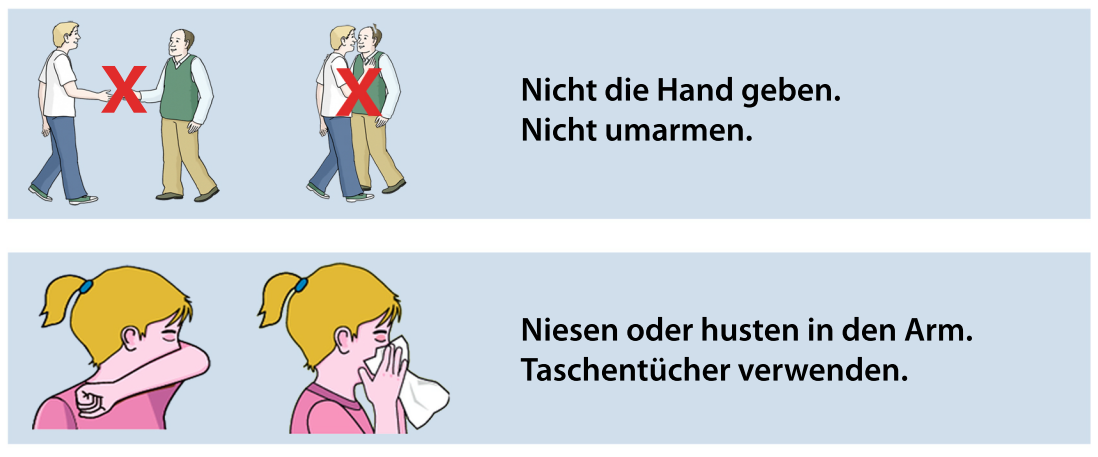 Nicht die Hand geben.
Nicht umarmen.
Niesen oder husten in den Arm.
Taschentücher verwenden.